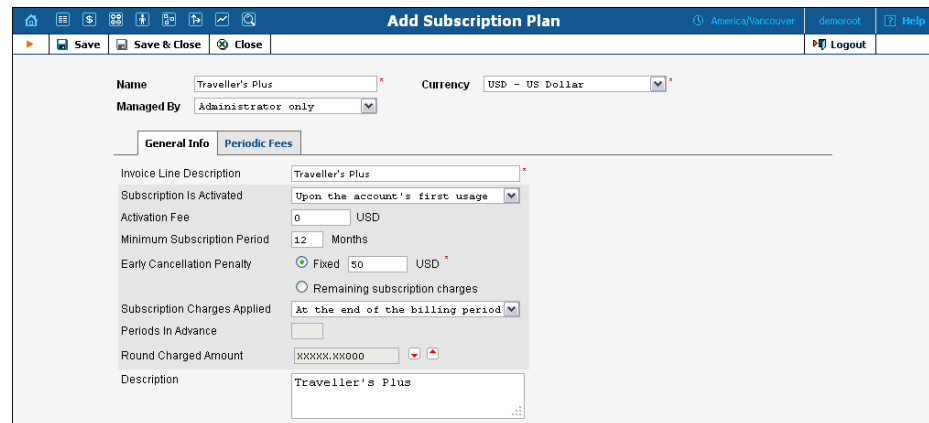 Add Subscription Plan America/Vancouver demoroot ? Help
Save Save & Close Close Logout
Name Traveller's Plus * Currency USD - US Dollar *
Managed By Administrator only
General Info Periodic Fees
Invoice Line Description Traveller's Plus *
Subscription Is Activated Upon the account's first usage
Activation Fee 0 USD
Minimum Subscription Period 12 Months
Early Cancellation Penalty Fixed 50 USD *
Remaining subscription charges
Subscription Charges Applied At the end of the billing period
Periods In Advance
Round Charged Amount XXXXX.XX000
Description Traveller's Plus